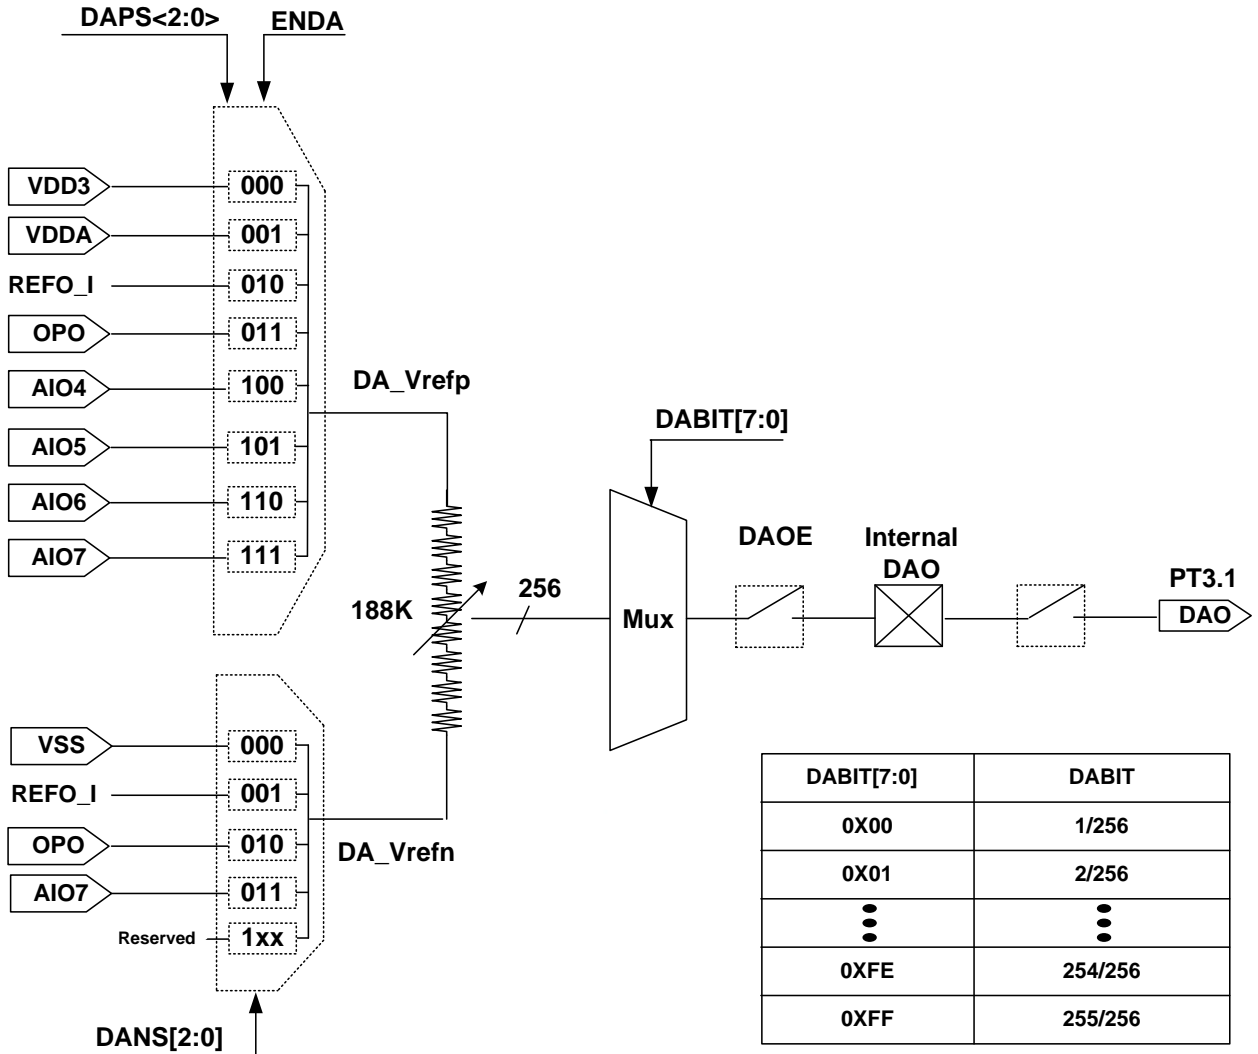 DAPS<2:0>
ENDA
VDD3
000
VDDA
001
REFO_I
010
OPO
011
AIO4
100
AIO5
101
AIO6
110
AIO7
111
DA_Vrefp
188K
256
DABIT[7:0]
Mux
DAOE
Internal
DAO
PT3.1
DAO
VSS
000
REFO_I
001
OPO
010
AIO7
011
Reserved
1xx
DA_Vrefn
DANS[2:0]
DABIT[7:0] DABIT
0X00 1/256
0X01 2/256
0XFE 254/256
0XFF 255/256